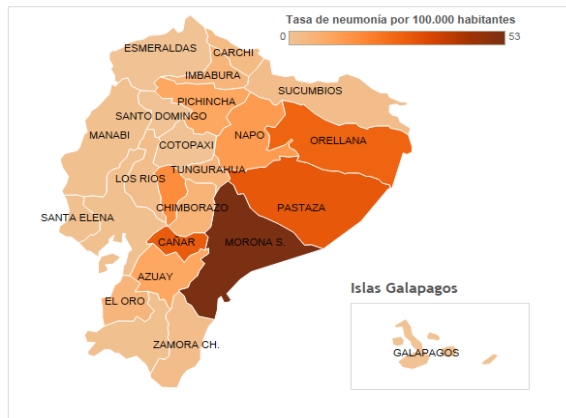 Tasa de neumonía por 100.000 habitantes
0 53
ESMERALDAS
CARCHI
IMBABURA
SUCUMBIOS
PICHINCHA
SANTO DOMINGO
MANABI
NAPO
ORELLANA
COTOPAXI
TUNGURAHUA
LOS RIOS
CHIMBORAZO
PASTAZA
SANTA ELENA
CAÑAR
MORONA S.
AZUAY
EL ORO
ZAMORA CH.
Islas Galapagos
GALAPAGOS